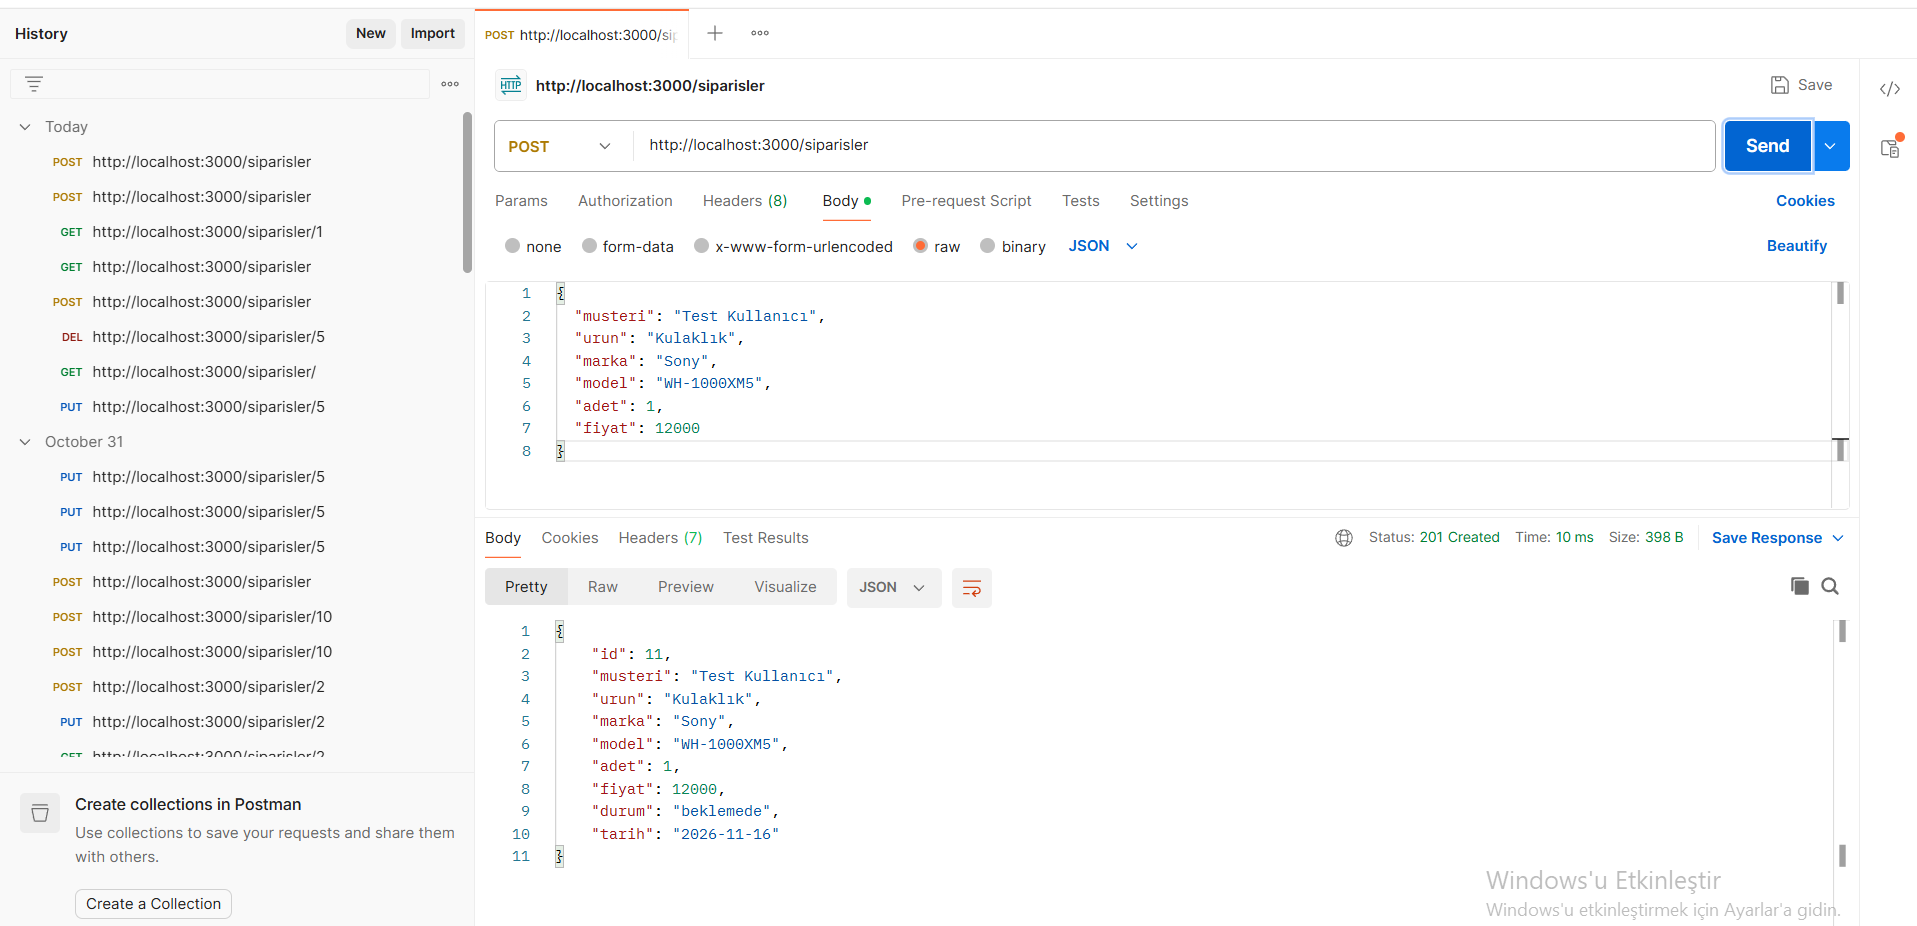 History
New
Import
Today
POST http://localhost:3000/siparisler
POST http://localhost:3000/siparisler
GET http://localhost:3000/siparisler/1
GET http://localhost:3000/siparisler
POST http://localhost:3000/siparisler
DEL http://localhost:3000/siparisler/5
GET http://localhost:3000/siparisler/
PUT http://localhost:3000/siparisler/5
October 31
PUT http://localhost:3000/siparisler/5
PUT http://localhost:3000/siparisler/5
PUT http://localhost:3000/siparisler/5
POST http://localhost:3000/siparisler
POST http://localhost:3000/siparisler/10
POST http://localhost:3000/siparisler/10
POST http://localhost:3000/siparisler/2
PUT http://localhost:3000/siparisler/2
GET http://localhost:3000/siparisler/2
Create collections in Postman
Use collections to save your requests and share them
with others.
Create a Collection
POST http://localhost:3000/sip
HTTP http://localhost:3000/siparisler
Save
POST http://localhost:3000/siparisler
Send
Params Authorization Headers (8) Body Pre-request Script Tests Settings
Cookies
none form-data x-www-form-urlencoded raw binary JSON
Beautify
1 {
2 "musteri": "Test Kullanıcı",
3 "urun": "Kulaklık",
4 "marka": "Sony",
5 "model": "WH-1000XM5",
6 "adet": 1,
7 "fiyat": 12000
8 }
Body Cookies Headers (7) Test Results
Status: 201 Created Time: 10 ms Size: 398 B Save Response
Pretty Raw Preview Visualize JSON
1 {
2 "id": 11,
3 "musteri": "Test Kullanıcı",
4 "urun": "Kulaklık",
5 "marka": "Sony",
6 "model": "WH-1000XM5",
7 "adet": 1,
8 "fiyat": 12000,
9 "durum": "beklemede",
10 "tarih": "2026-11-16"
11 }
Windows'u Etkinleştir
Windows'u etkinleştirmek için Ayarlar'a gidin.